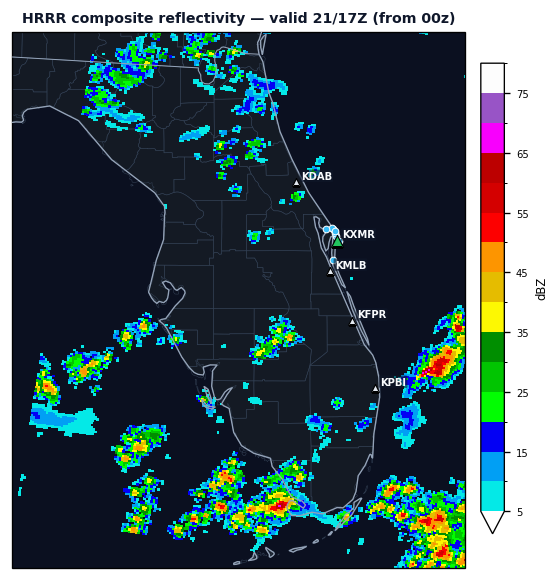 HRRR composite reflectivity — valid 21/17Z (from 00z)
KDAB
KXMR
KMLB
KFPR
KPBI
75
65
55
45
35
25
15
5
dBZ